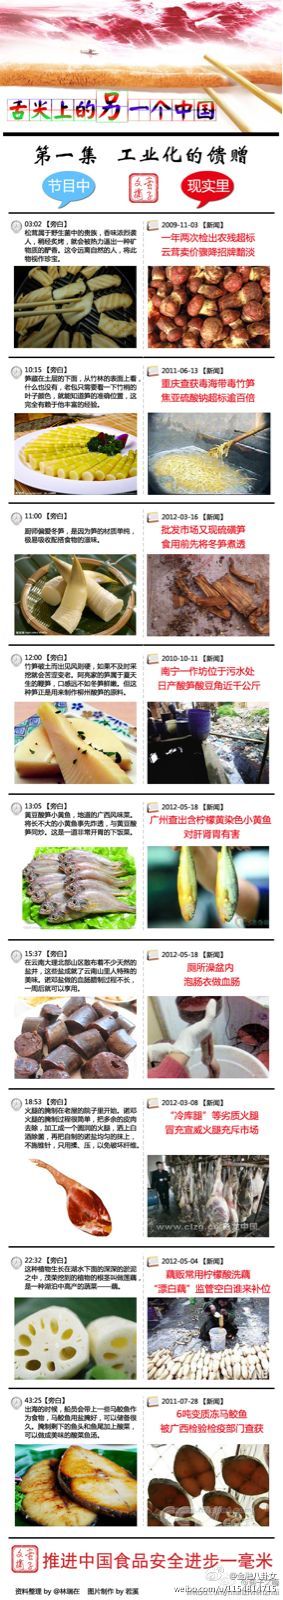 舌尖上的另一个中国
第一集 工业化的馈赠
节目中
文摘
现实里
03:02 【旁白】
松茸属于野生菌中的贵族，香味浓烈袭
人，稍经炙烤，就会被热力逼出一种矿
物质的酽香。这令远离自然的人，将此
物视作珍宝。
2009-11-03 【新闻】
一年两次检出农残超标
云茸卖价骤降招牌黯淡
10:15 【旁白】
笋藏在土层的下面，从竹林的表面上看，
什么也没有，老包只需要看一下竹梢的
叶子颜色，就能知道笋的准确位置，这
完全有赖于他丰富的经验。
2011-06-13 【新闻】
重庆查获毒海带毒竹笋
焦亚硫酸钠超标逾百倍
11:00 【旁白】
厨师偏爱冬笋，是因为笋的材质单纯，
极易吸收配搭食物的滋味。
2012-03-16 【新闻】
批发市场又现硫磺笋
食用前先将冬笋煮透
12:00 【旁白】
竹笋破土而出见风则硬，如果不及时采
挖就会苦涩变老。阿亮家的笋属于夏天
生的鞭笋，口感远不如冬笋鲜嫩。但这
种笋正是用来制作柳州酸笋的原料。
2010-10-11 【新闻】
南宁一作坊位于污水处
日产酸笋酸豆角近千公斤
13:05 【旁白】
黄豆酸笋小黄鱼，地道的广西风味菜。
将长不大的小黄鱼事先炸透，与黄豆酸
笋同炒。这是一道非常开胃的下饭菜。
2012-05-18 【新闻】
广州查出含柠檬黄染色小黄鱼
对肝肾胃有害
15:37 【旁白】
在云南大理北部山区散布着不少天然的
盐井，这些盐成就了云南山里人特殊的
美味。诺邓盐做的血肠腊制过程不长，
一周后就可以享用。
2012-05-18 【新闻】
厕所澡盆内
泡肠衣做血肠
18:53 【旁白】
火腿的腌制在老屋的院子里开始。诺邓
火腿的腌制过程很简单，把多余的皮肉
去除，加工成一个圆润的火腿，洒上白
酒除菌，再把自制的诺盐均匀的抹上，
不施锥针，只用揉、压，以免破坏纤维。
2012-03-08 【新闻】
“冷库腿”等劣质火腿
冒充宣威火腿充斥市场
22:32 【旁白】
这种植物生长在湖水下面的深深的淤泥
之中，茂荣挖到的植物的根茎叫做莲藕，
是一种湖泊中高产的蔬菜——藕。
2012-05-04 【新闻】
藕贩常用柠檬酸洗藕
“漂白藕”监管空白谁来补位
43:25 【旁白】
出海的时候，船员会带上一些马鲛鱼作
为食物，马鲛鱼用盐腌好，可以储备很
久。腌制剩下的鱼头和鱼尾加上酸菜，
可以做成美味的酸菜鱼汤。
2011-07-28 【新闻】
6吨变质冻马鲛鱼
被广西检验检疫部门查获
推进中国食品安全进步一毫米
资料整理 by @林瑞在 图片制作 by 若溪
@金融八卦女
weibo.com/u/1154814715